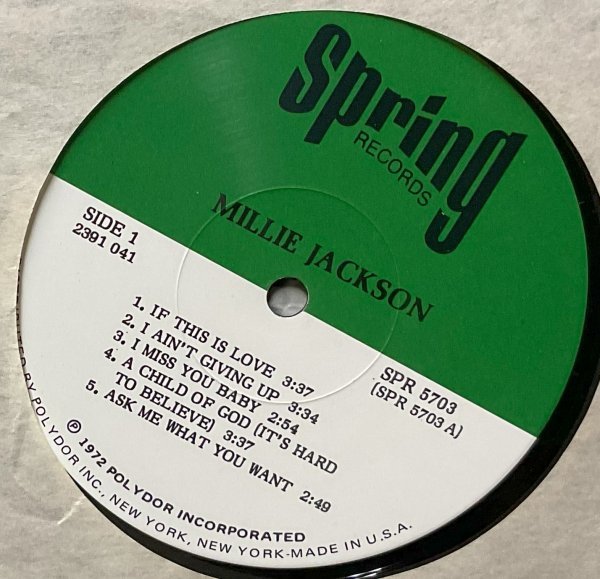 Spring
RECORDS
MILLIE JACKSON
SIDE 1
2391 041
SPR 5703
(SPR 5703 A)
1. IF THIS IS LOVE 3:37
2. I AIN'T GIVING UP 3:34
3. I MISS YOU BABY 2:54
4. A CHILD OF GOD (IT'S HARD
TO BELIEVE) 3:37
5. ASK ME WHAT YOU WANT 2:49
℗ 1972 POLYDOR INCORPORATED
BY POLYDOR INC., NEW YORK, NEW YORK-MADE IN U.S.A.